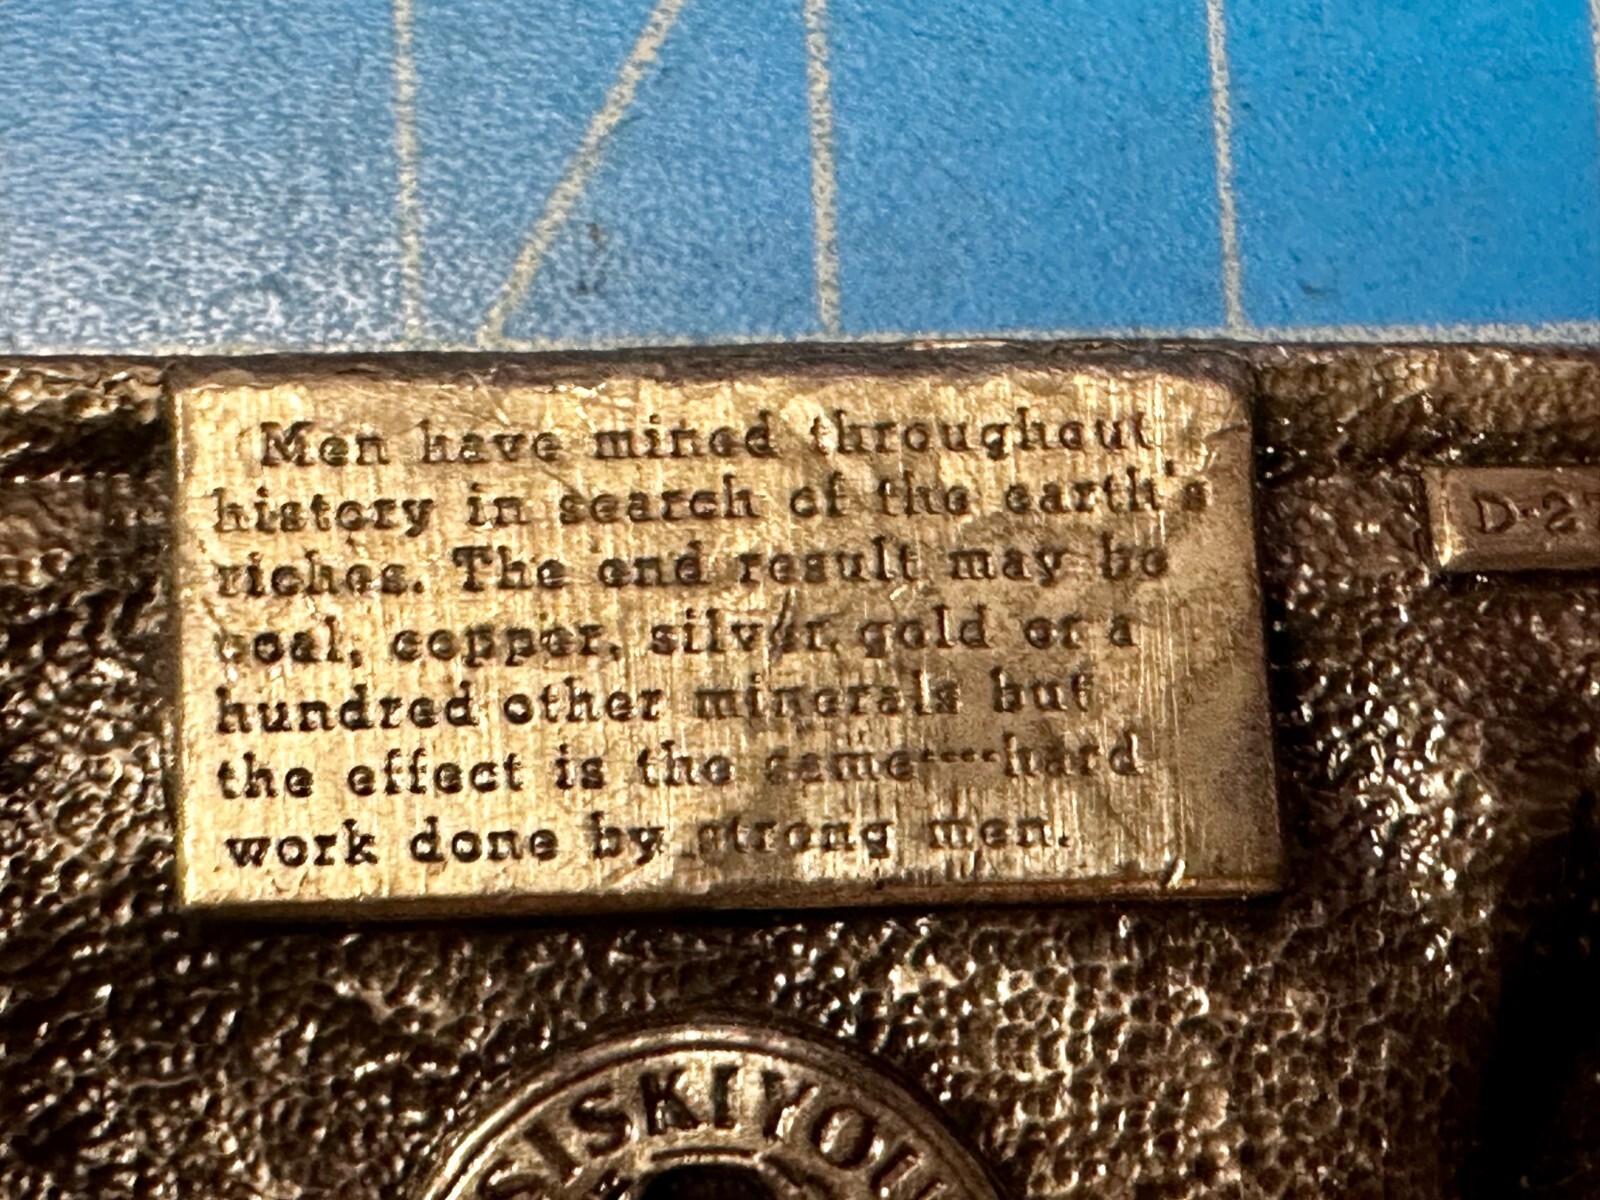 Men have mined throughout
history in search of the earth's
riches. The end result may be
coal, copper, silver, gold or a
hundred other minerals but
the effect is the same----hard
work done by strong men.
D-27
SISKIYOU